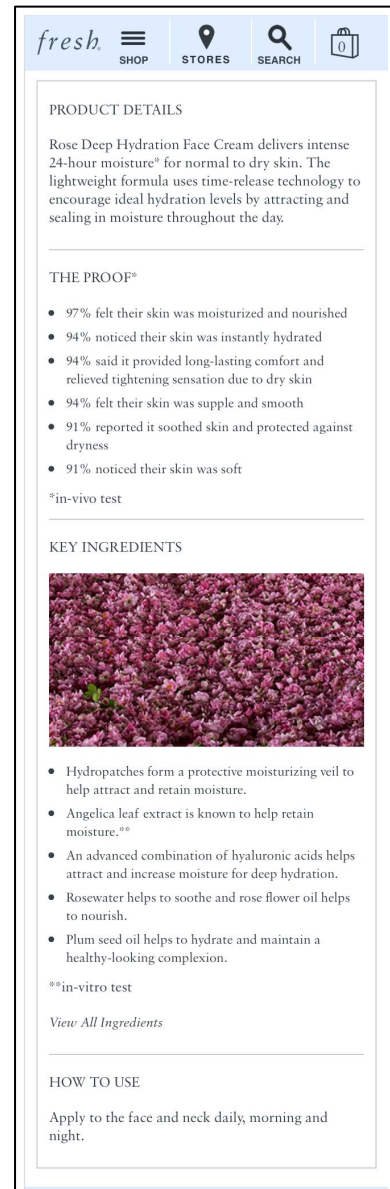 fresh.
SHOP
STORES
SEARCH
0
PRODUCT DETAILS
Rose Deep Hydration Face Cream delivers intense
24-hour moisture* for normal to dry skin. The
lightweight formula uses time-release technology to
encourage ideal hydration levels by attracting and
sealing in moisture throughout the day.
THE PROOF*
• 97% felt their skin was moisturized and nourished
• 94% noticed their skin was instantly hydrated
• 94% said it provided long-lasting comfort and
relieved tightening sensation due to dry skin
• 94% felt their skin was supple and smooth
• 91% reported it soothed skin and protected against
dryness
• 91% noticed their skin was soft
*in-vivo test
KEY INGREDIENTS
• Hydropatches form a protective moisturizing veil to
help attract and retain moisture.
• Angelica leaf extract is known to help retain
moisture.**
• An advanced combination of hyaluronic acids helps
attract and increase moisture for deep hydration.
• Rosewater helps to soothe and rose flower oil helps
to nourish.
• Plum seed oil helps to hydrate and maintain a
healthy-looking complexion.
**in-vitro test
View All Ingredients
HOW TO USE
Apply to the face and neck daily, morning and
night.